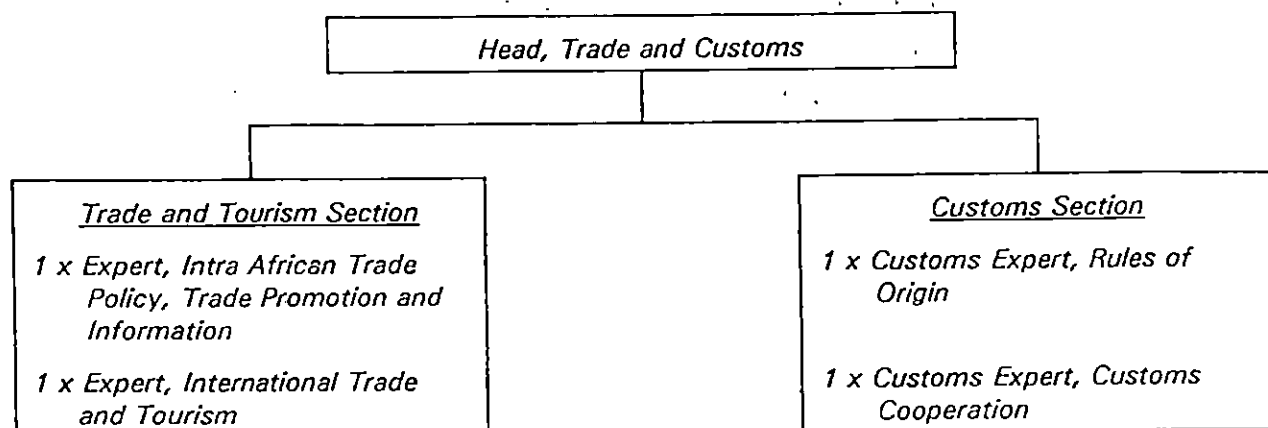 Head, Trade and Customs
Trade and Tourism Section
1 x Expert, Intra African Trade
Policy, Trade Promotion and
Information
1 x Expert, International Trade
and Tourism
Customs Section
1 x Customs Expert, Rules of
Origin
1 x Customs Expert, Customs
Cooperation